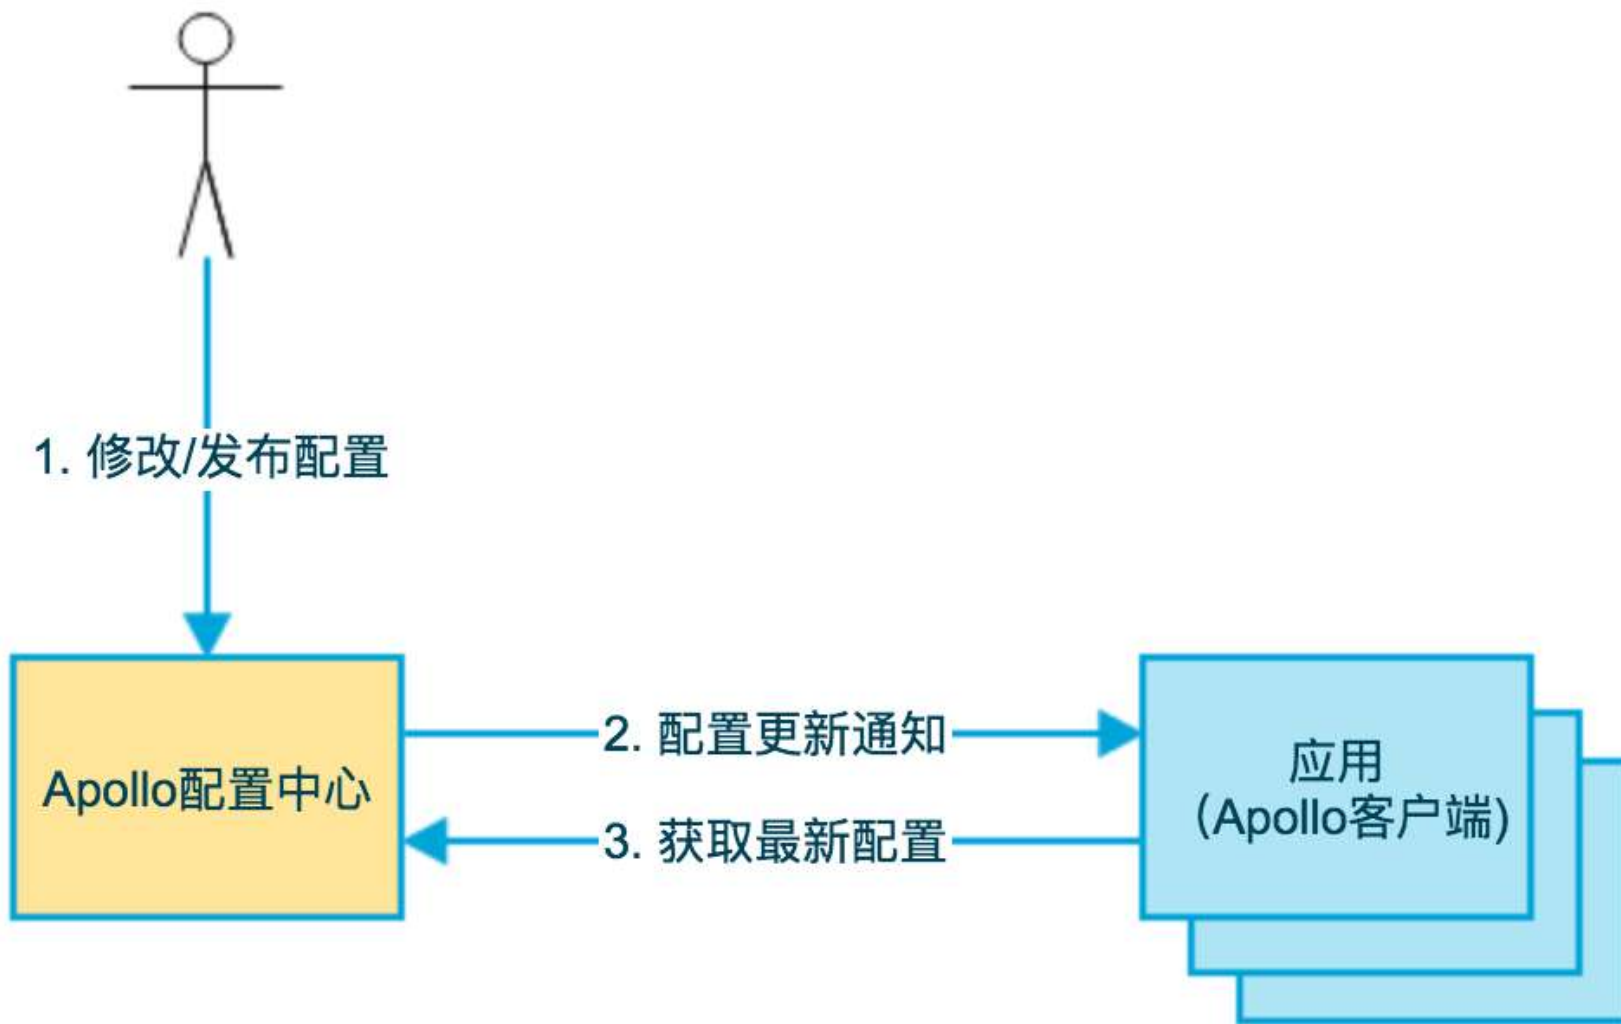 1. 修改/发布配置
2. 配置更新通知
Apollo配置中心
应用
（Apollo客户端)
3. 获取最新配置